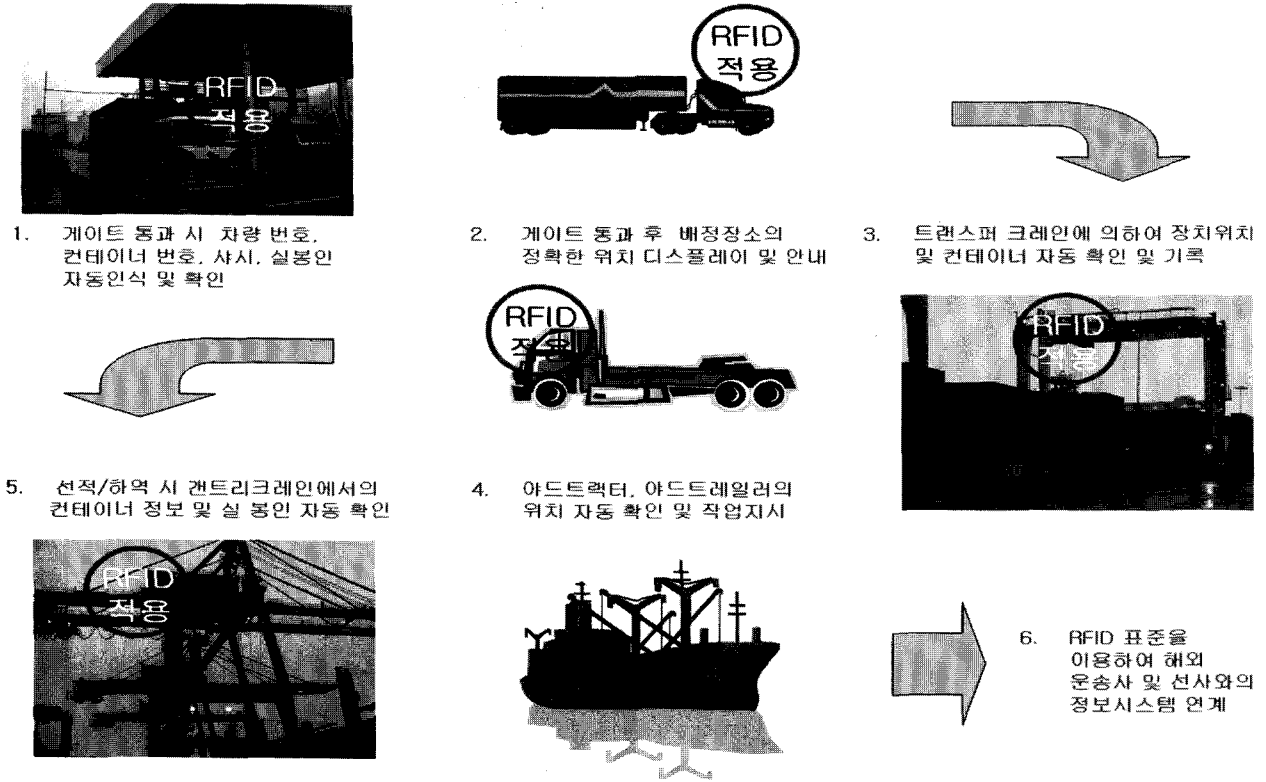 RFID
적용
RFID
적용
1. 게이트 통과 시 차량 번호,
컨테이너 번호, 샤시, 실봉인
자동인식 및 확인
2. 게이트 통과 후 배정장소의
정확한 위치 디스플레이 및 안내
3. 트랜스퍼 크레인에 의하여 장치위치
및 컨테이너 자동 확인 및 기록
RFID
적용
RFID
적용
5. 선적/하역 시 갠트리크레인에서의
컨테이너 정보 및 실 봉인 자동 확인
4. 야드트랙터, 야드트레일러의
위치 자동 확인 및 작업지시
RFID
적용
6. RFID 표준을
이용하여 해외
운송사 및 선사와의
정보시스템 연계